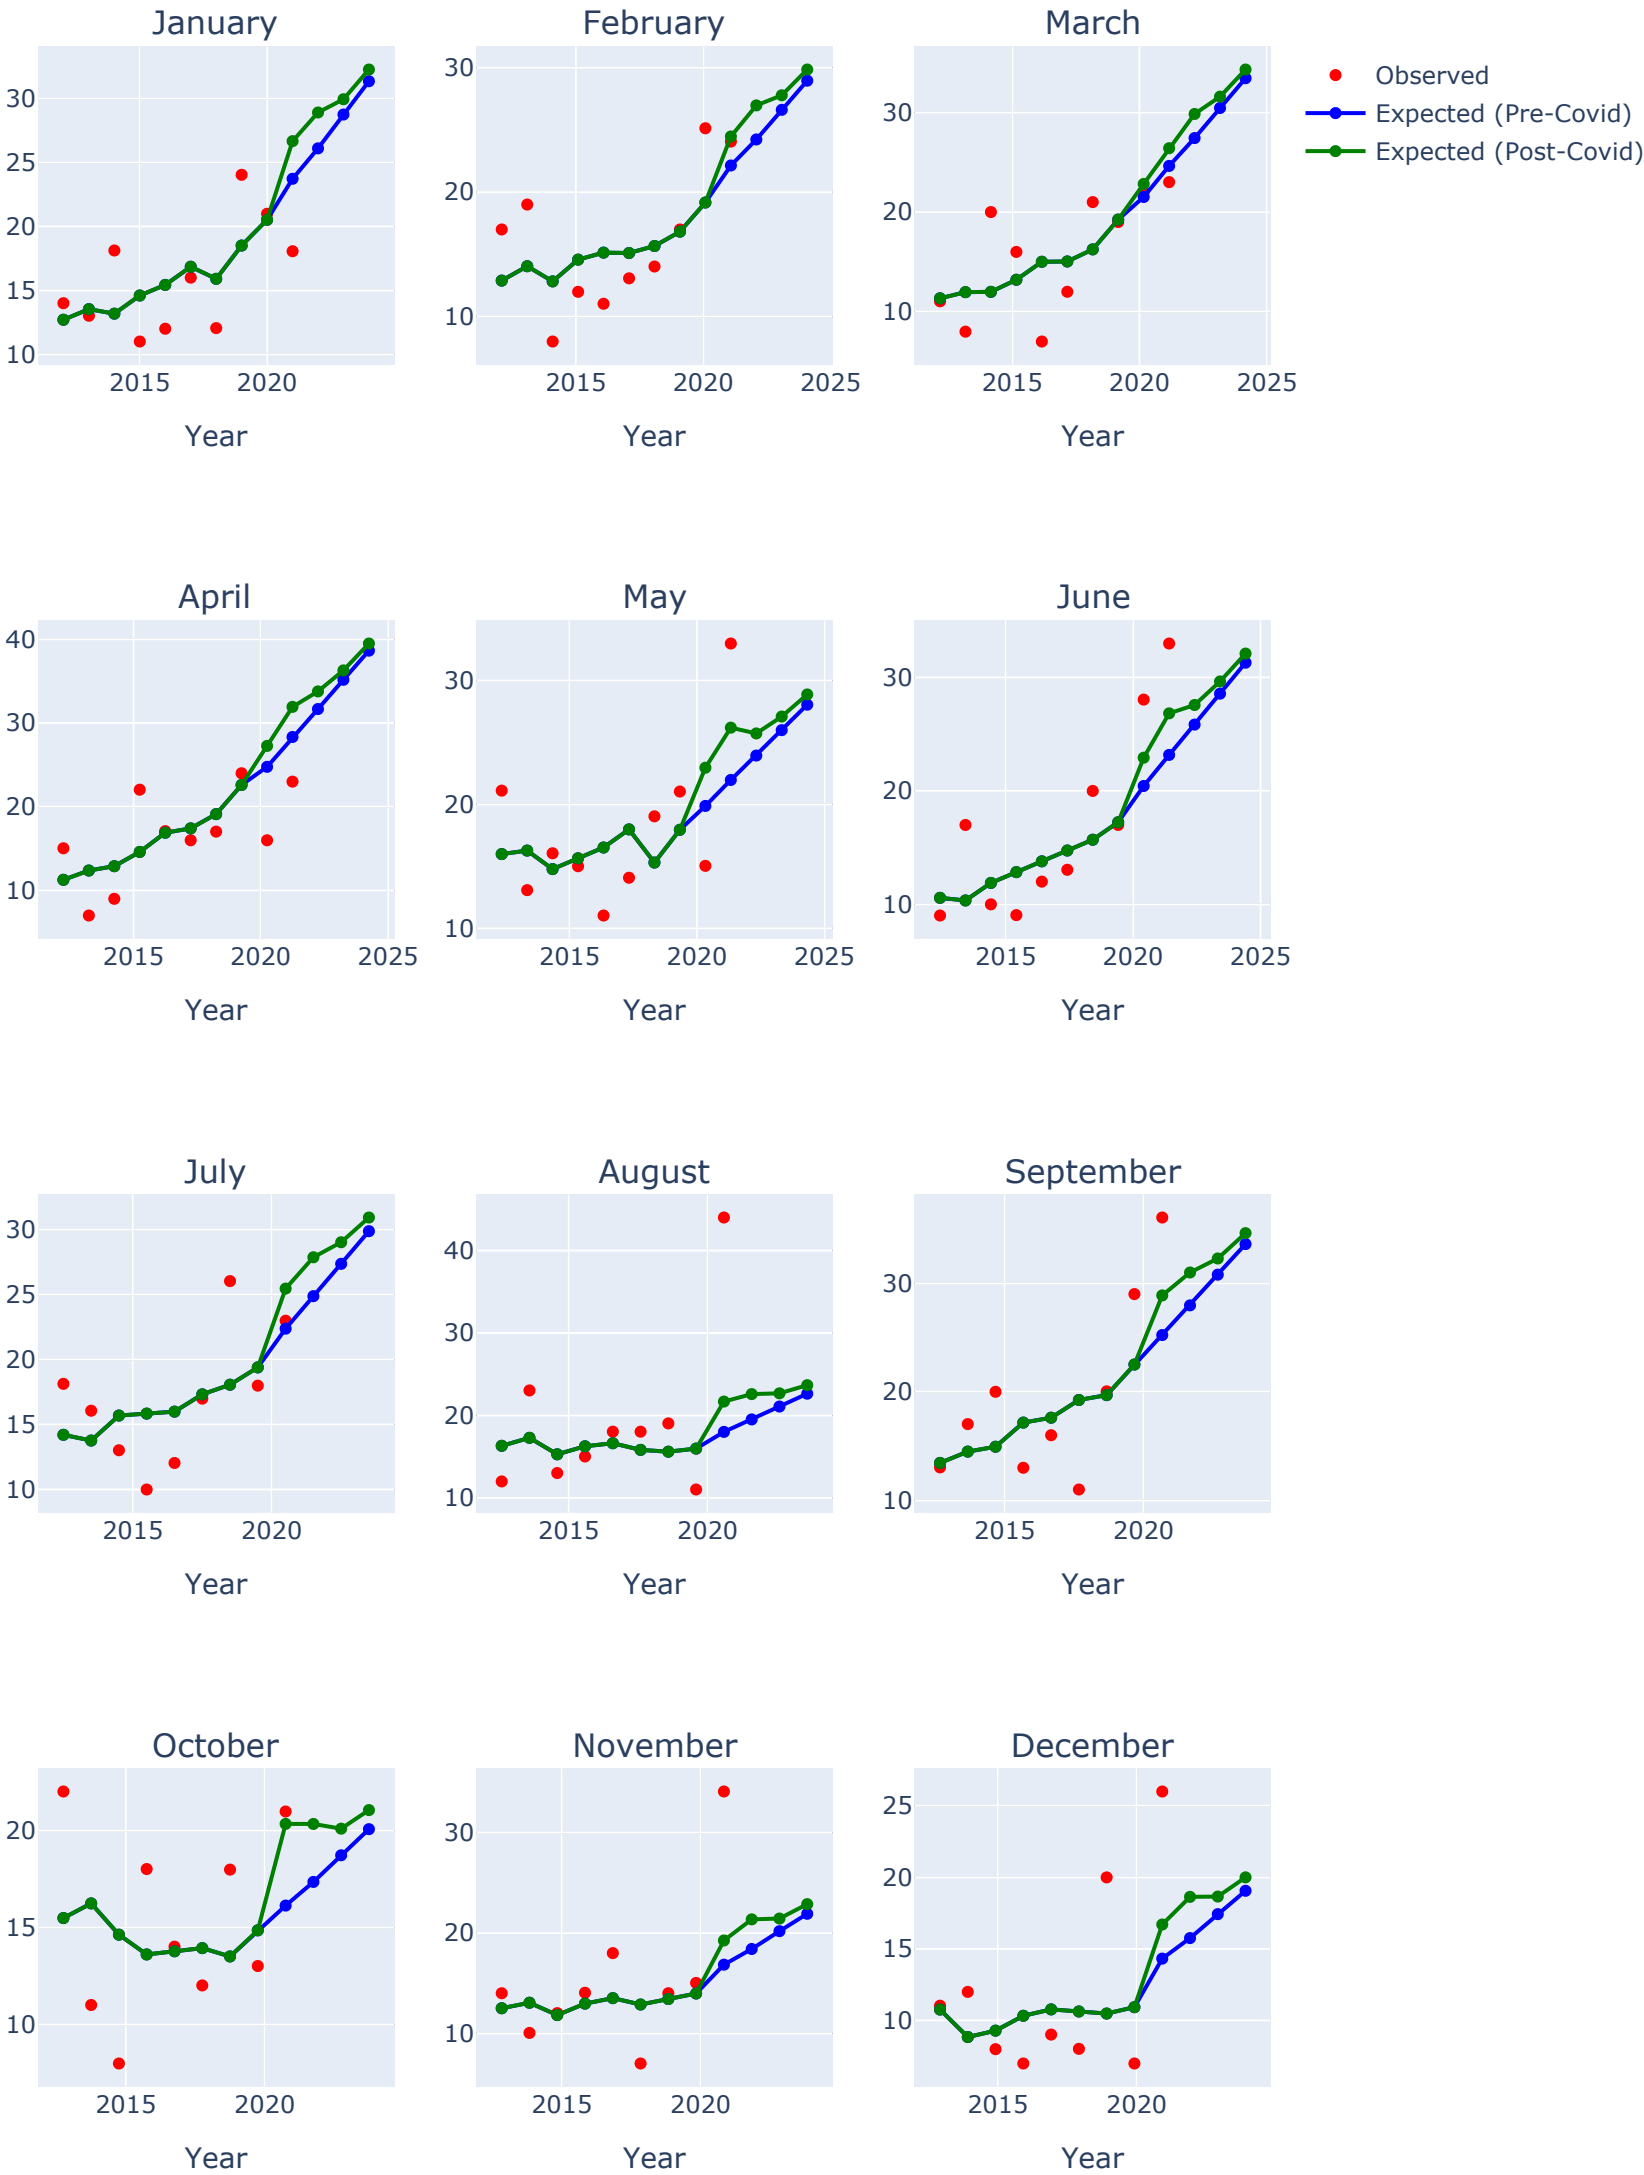 January
February
March
Observed
Expected (Pre-Covid)
Expected (Post-Covid)
30
25
20
15
10
2015
2020
Year
30
20
10
2015
2020
2025
Year
30
20
10
2015
2020
2025
Year
April
May
June
40
30
20
10
2015
2020
2025
Year
30
20
10
2015
2020
2025
Year
30
20
10
2015
2020
2025
Year
July
August
September
30
25
20
15
10
2015
2020
Year
40
30
20
10
2015
2020
Year
30
20
10
2015
2020
Year
October
November
December
20
15
10
2015
2020
Year
30
20
10
2015
2020
Year
25
20
15
10
2015
2020
Year